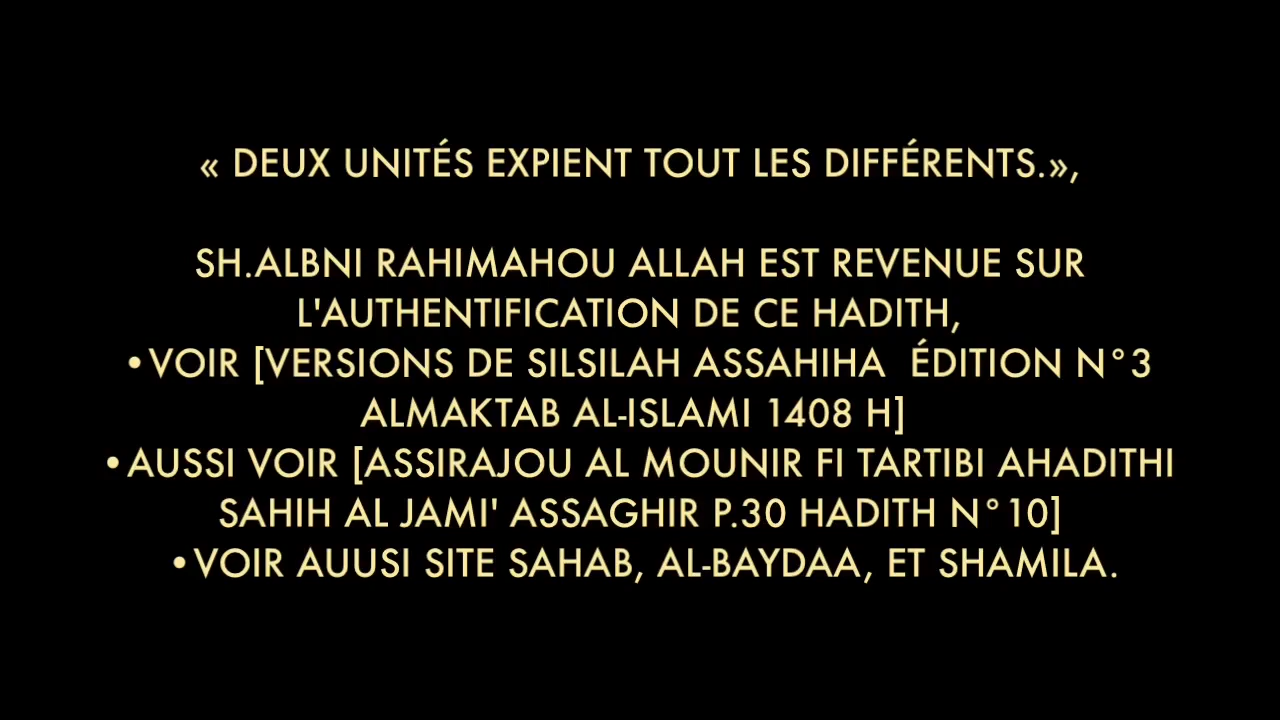 « DEUX UNITÉS EXPIENT TOUT LES DIFFÉRENTS.»,
SH.ALBNI RAHIMAHOU ALLAH EST REVENUE SUR
L'AUTHENTIFICATION DE CE HADITH,
•VOIR [VERSIONS DE SILSILAH ASSAHIHA  ÉDITION N°3
ALMAKTAB AL-ISLAMI 1408 H]
•AUSSI VOIR [ASSIRAJOU AL MOUNIR FI TARTIBI AHADITHI
SAHIH AL JAMI' ASSAGHIR P.30 HADITH N°10]
•VOIR AUUSI SITE SAHAB, AL-BAYDAA, ET SHAMILA.